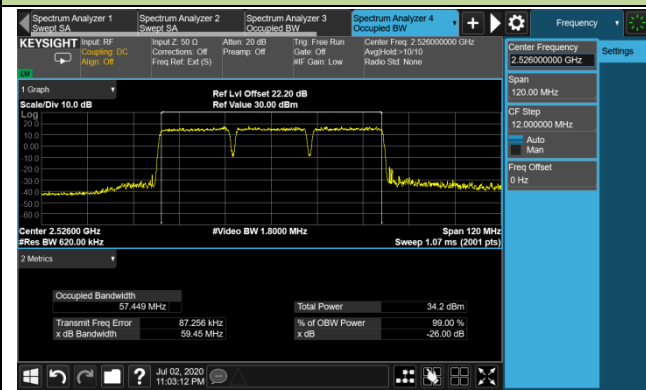 Spectrum Analyzer 1
Swept SA
Spectrum Analyzer 2
Swept SA
Spectrum Analyzer 3
Occupied BW
Spectrum Analyzer 4
Occupied BW
Frequency
KEYSIGHT
Input: RF
Coupling: DC
Align: Off
Input Z: 50 Ω
Corrections: Off
Freq Ref: Ext (S)
Atten: 20 dB
Preamp: Off
Trig: Free Run
Gate: Off
#IF Gain: Low
Center Freq: 2.526000000 GHz
Avg|Hold:>10/10
Radio Std: None
Center Frequency
2.526000000 GHz
Settings
Span
120.00 MHz
CF Step
12.000000 MHz
Auto
Man
Freq Offset
0 Hz
1 Graph
Scale/Div 10.0 dB
Ref Lvl Offset 22.20 dB
Ref Value 30.00 dBm
Log
20.0
10.0
0.00
-10.0
-20.0
-30.0
-40.0
-50.0
-60.0
Center 2.52600 GHz
#Video BW 1.8000 MHz
Span 120 MHz
#Res BW 620.00 kHz
Sweep 1.07 ms (2001 pts)
2 Metrics
Occupied Bandwidth
57.449 MHz
Total Power
34.2 dBm
Transmit Freq Error
87.256 kHz
% of OBW Power
99.00 %
x dB Bandwidth
59.45 MHz
x dB
-26.00 dB
Jul 02, 2020
11:03:12 PM